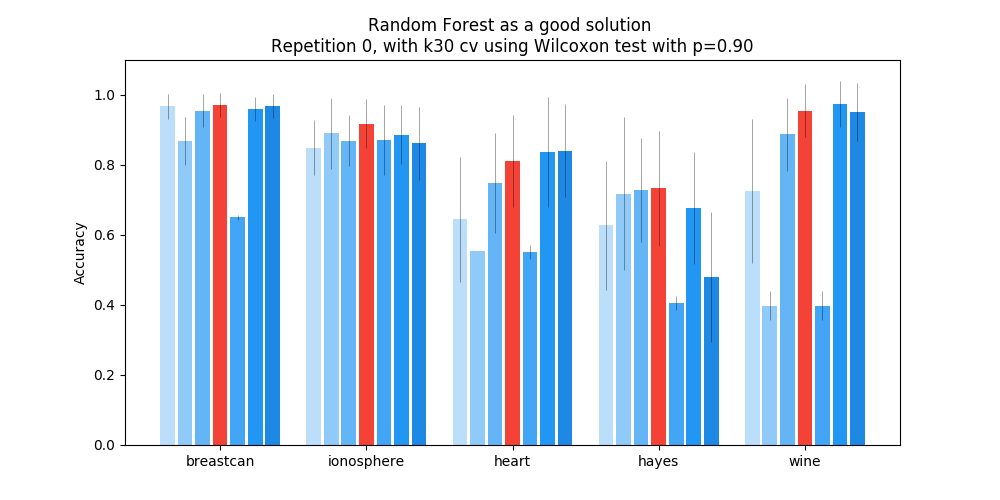 Random Forest as a good solution
Repetition 0, with k30 cv using Wilcoxon test with p=0.90
1.0
0.8
0.6
0.4
0.2
0.0
Accuracy
breastcan
ionosphere
heart
hayes
wine